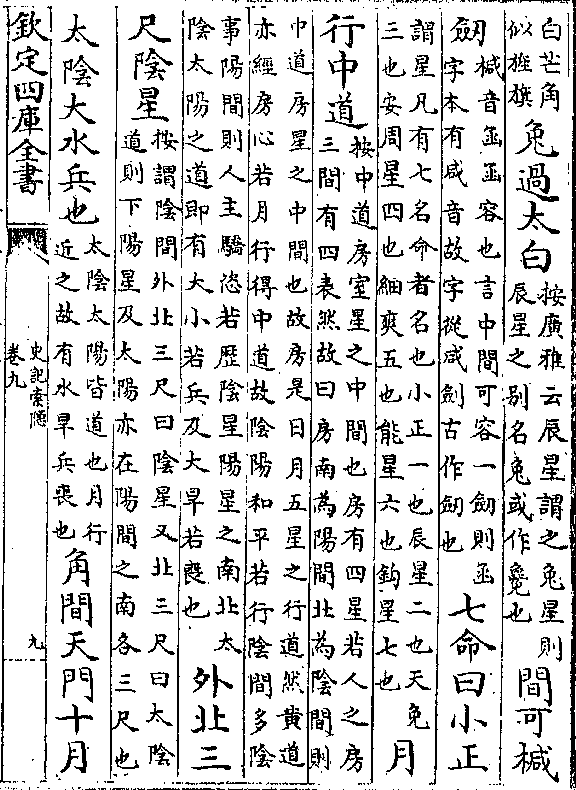 白芒角
似椎旗
兔過太白
按廣雅云辰星謂之兔星則
辰星之别名兔或作毚也
間可椷
劒
椷音函函容也言中間可容一劒則函
字本有咸音故字從咸劍古作劒也
七命曰小正
謂星凡有七名命者名也小正一也辰星二也天兔
三也安周星四也細爽五也能星六也鈎星七也
月
行中道
按中道房室星之中間也房有四星若人之房
三間有四表然故曰房南為陽間北為陰間則
中道房星之中間也故房是日月五星之行道然黄道
亦經房心若月行得中道故陰陽和平若行陰間多陰
事陽間則人主驕恣若歷陰星陽星之南北太
陰太陽之道即有大小若兵及大旱若喪也
外北三
尺陰星
按謂陰間外北三尺曰陰星又北三尺曰太陰
道則下陽星及太陽亦在陽間之南各三尺也
太陰大水兵也
太陰太陽皆道也月行
近之故有水旱兵喪也
角間天門十月
欽定四庫全書
史記索隱
卷九
九